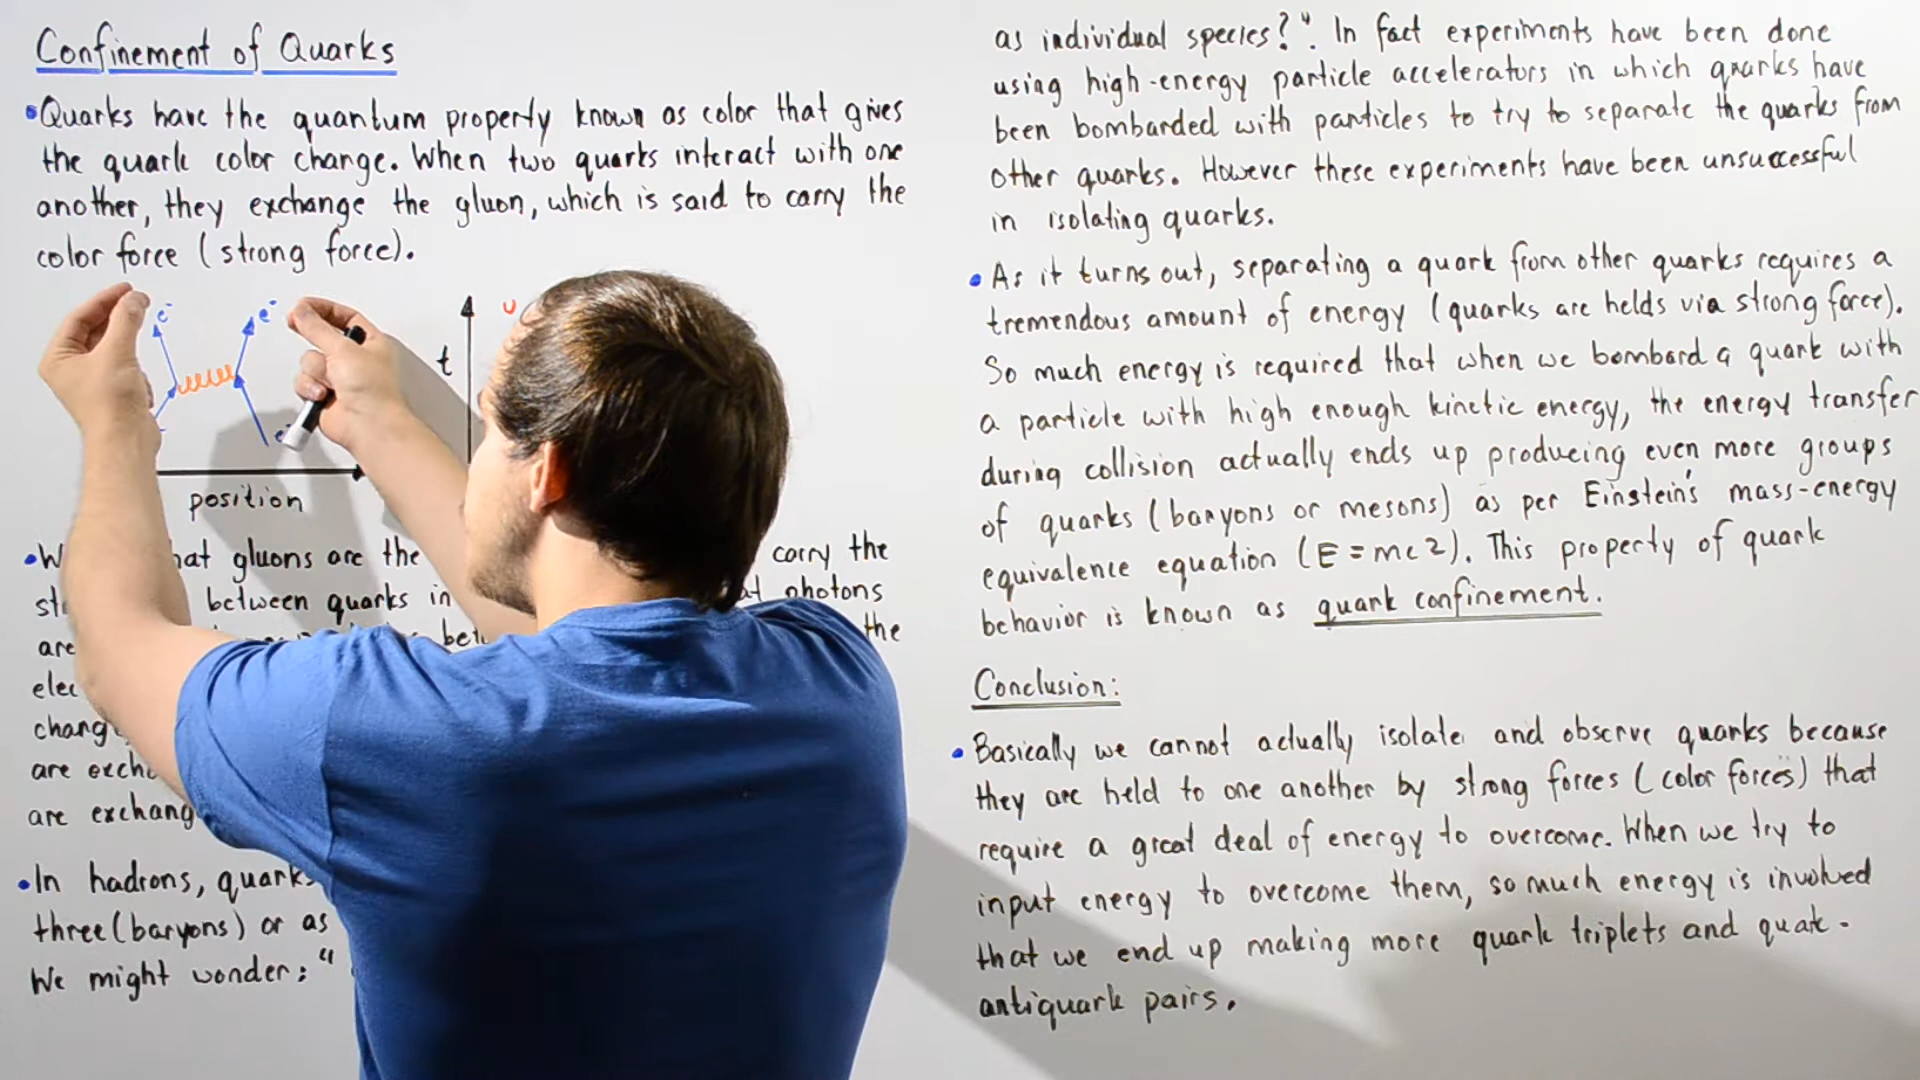 Confinement of Quarks
•Quarks have the quantum property known as color that gives
the quark color change. When two quarks interact with one
another, they exchange the gluon, which is said to carry the
color force (strong force).
e⁻ e⁻ U
t
position
hat gluons are the carry the
between quarks in at photons
are the
elec
chang
are
are exchang
•In hadrons, quarks
three (baryons) or as
We might wonder: "
as individual species?". In fact experiments have been done
using high-energy particle accelerators in which quarks have
been bombarded with particles to try to separate the quarks from
other quarks. However these experiments have been unsuccessful
in isolating quarks.
•As it turns out, separating a quark from other quarks requires a
tremendous amount of energy (quarks are helds via strong force).
So much energy is required that when we bombard a quark with
a particle with high enough kinetic energy, the energy transfer
during collision actually ends up producing even more groups
of quarks (baryons or mesons) as per Einstein's mass-energy
equivalence equation (E=mc2). This property of quark
behavior is known as quark confinement.
Conclusion:
•Basically we cannot actually isolate and observe quarks because
they are held to one another by strong forces (color forces) that
require a great deal of energy to overcome. When we try to
input energy to overcome them, so much energy is involved
that we end up making more quark triplets and quark-
antiquark pairs.